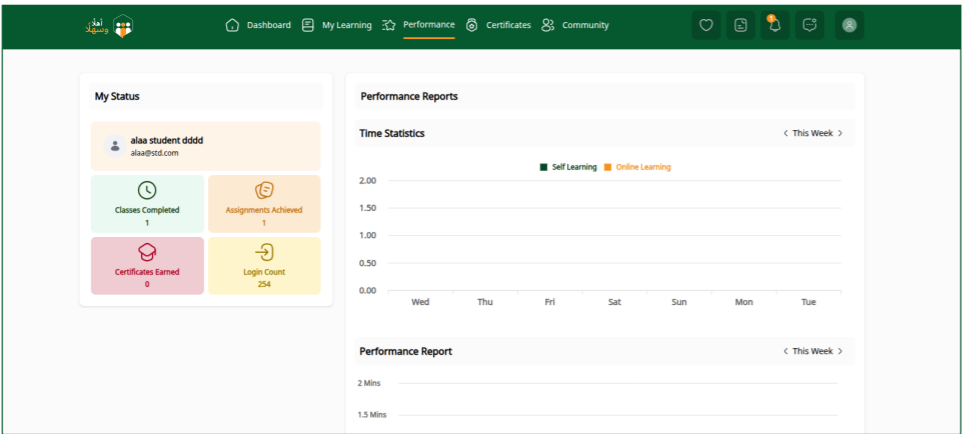 أهلاً
وسهلاً
Dashboard My Learning Performance Certificates Community
1
My Status
alaa student dddd
alaa@std.com
Classes Completed
1
Assignments Achieved
1
Certificates Earned
0
Login Count
254
Performance Reports
Time Statistics
< This Week >
Self Learning Online Learning
2.00
1.50
1.00
0.50
0.00
Wed Thu Fri Sat Sun Mon Tue
Performance Report
< This Week >
2 Mins
1.5 Mins